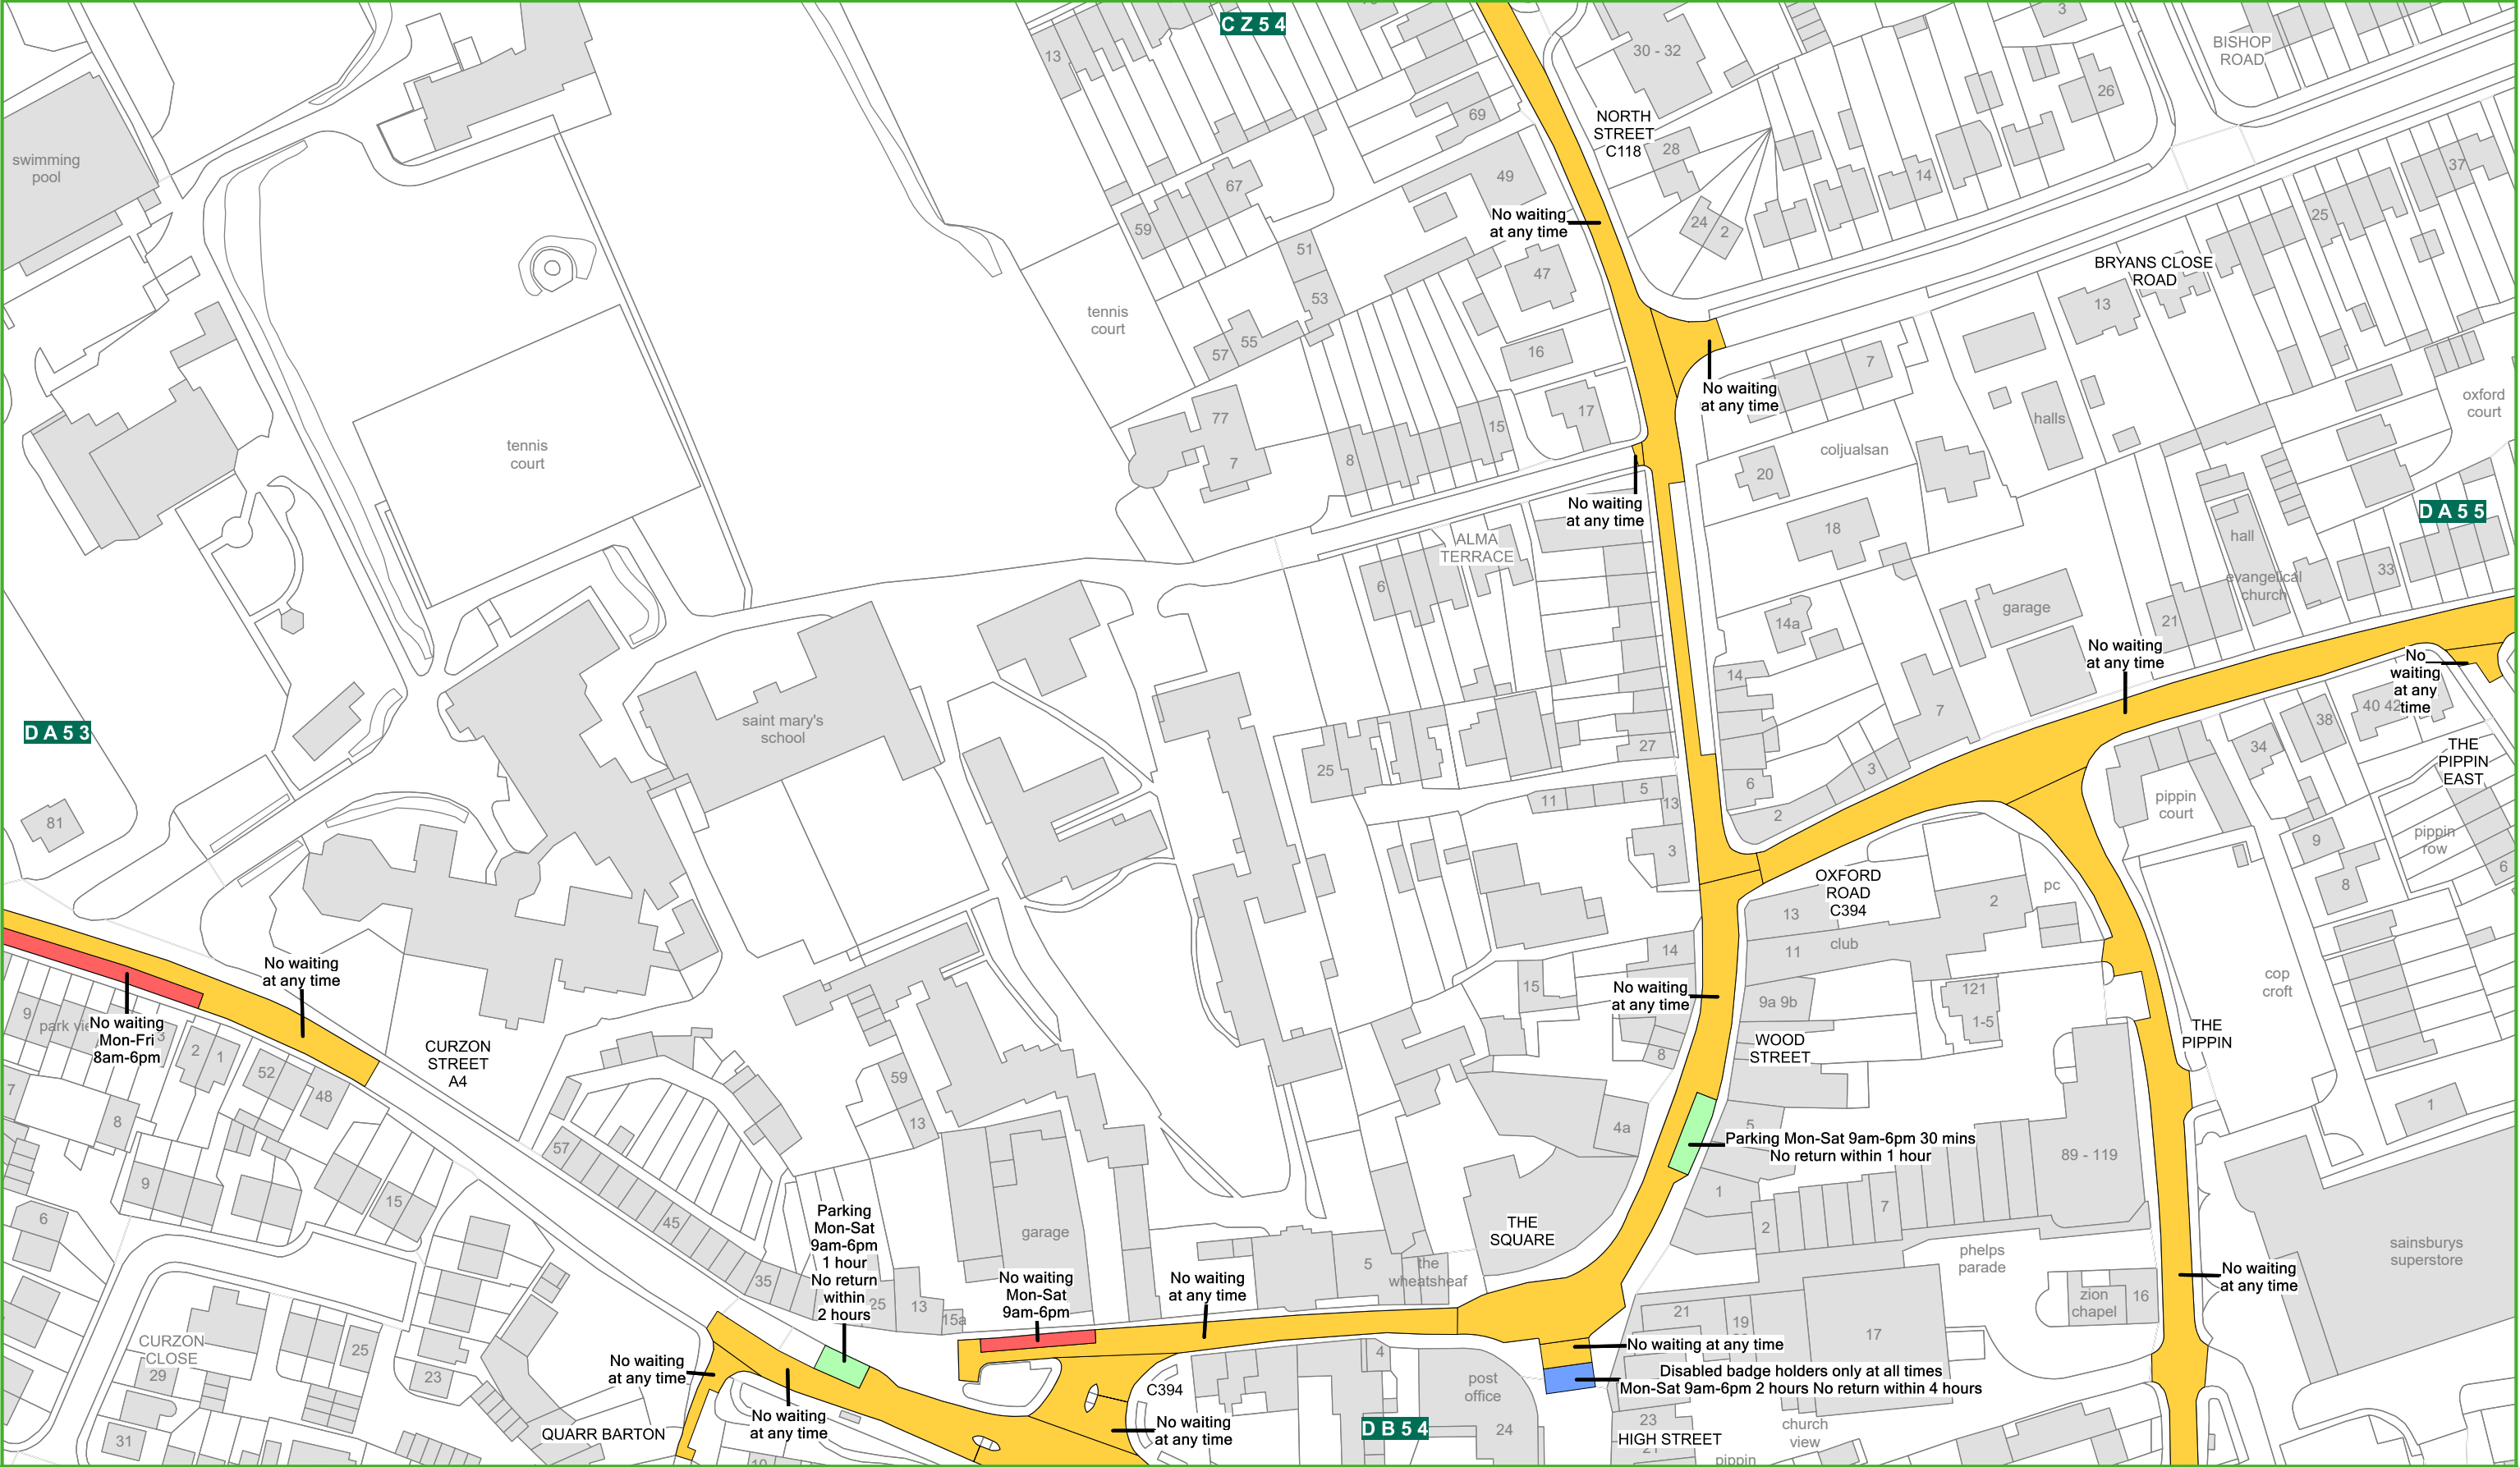 C Z 5 4
13
30 - 32
3
BISHOP
ROAD
swimming
pool
69
NORTH
STREET
C118
28
26
67
49
14
37
59
No waiting
at any time
24
2
25
51
53
47
BRYANS CLOSE
ROAD
13
tennis
court
57
55
16
7
No waiting
at any time
oxford
court
77
17
15
halls
tennis
court
7
8
20
coljualsan
No waiting
at any time
D A 5 5
18
hall
ALMA
TERRACE
6
evangelical
church
33
14a
garage
21
No waiting
at any time
No
waiting
at any
time
14
7
38
40 42
D A 5 3
saint mary's
school
27
34
THE
PIPPIN
EAST
25
6
3
pippin
court
11
5
13
2
81
3
9
pippin
row
6
OXFORD
ROAD
C394
pc
8
13
2
No waiting
at any time
14
11
club
15
No waiting
at any time
9a 9b
121
1-5
cop
croft
9
No waiting
Mon-Fri
8am-6pm
3
2
1
52
48
CURZON
STREET
A4
8
WOOD
STREET
THE
PIPPIN
7
8
59
13
4a
5
1
57
Parking Mon-Sat 9am-6pm 30 mins
No return within 1 hour
89 - 119
9
15
1
6
45
Parking
Mon-Sat
9am-6pm
1 hour
No return
within
2 hours
garage
THE
SQUARE
2
7
35
25
13
15a
No waiting
Mon-Sat
9am-6pm
No waiting
at any time
5
the
wheatsheaf
phelps
parade
sainsburys
superstore
No waiting
at any time
zion
chapel
16
21
19
17
CURZON
CLOSE
29
25
23
No waiting
at any time
No waiting at any time
Disabled badge holders only at all times
Mon-Sat 9am-6pm 2 hours No return within 4 hours
4
post
office
24
C394
No waiting
at any time
No waiting
at any time
QUARR BARTON
31
D B 5 4
23
HIGH STREET
church
view
pippin